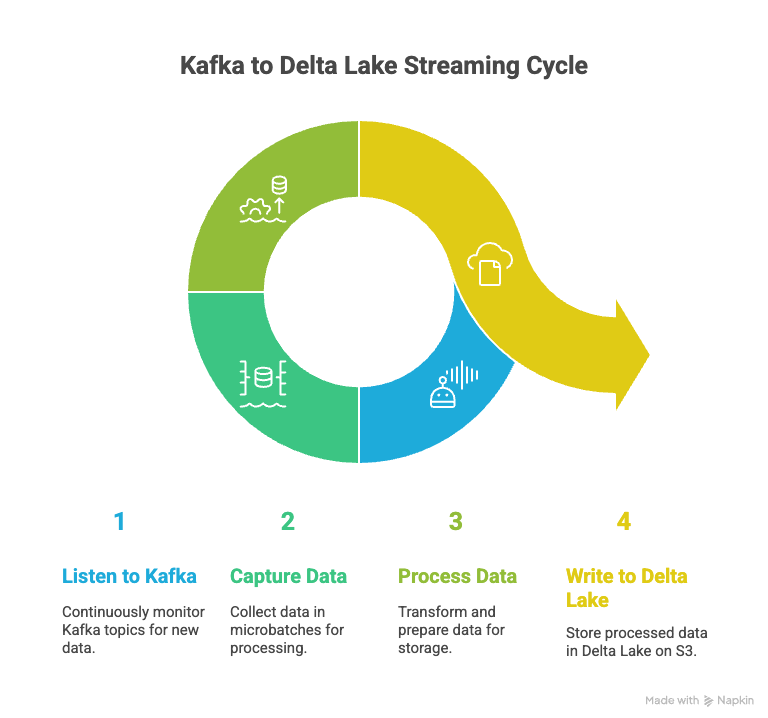 Kafka to Delta Lake Streaming Cycle
1
Listen to Kafka
Continuously monitor
Kafka topics for new
data.
2
Capture Data
Collect data in
microbatches for
processing.
3
Process Data
Transform and
prepare data for
storage.
4
Write to Delta
Lake
Store processed data
in Delta Lake on S3.
Made with Napkin